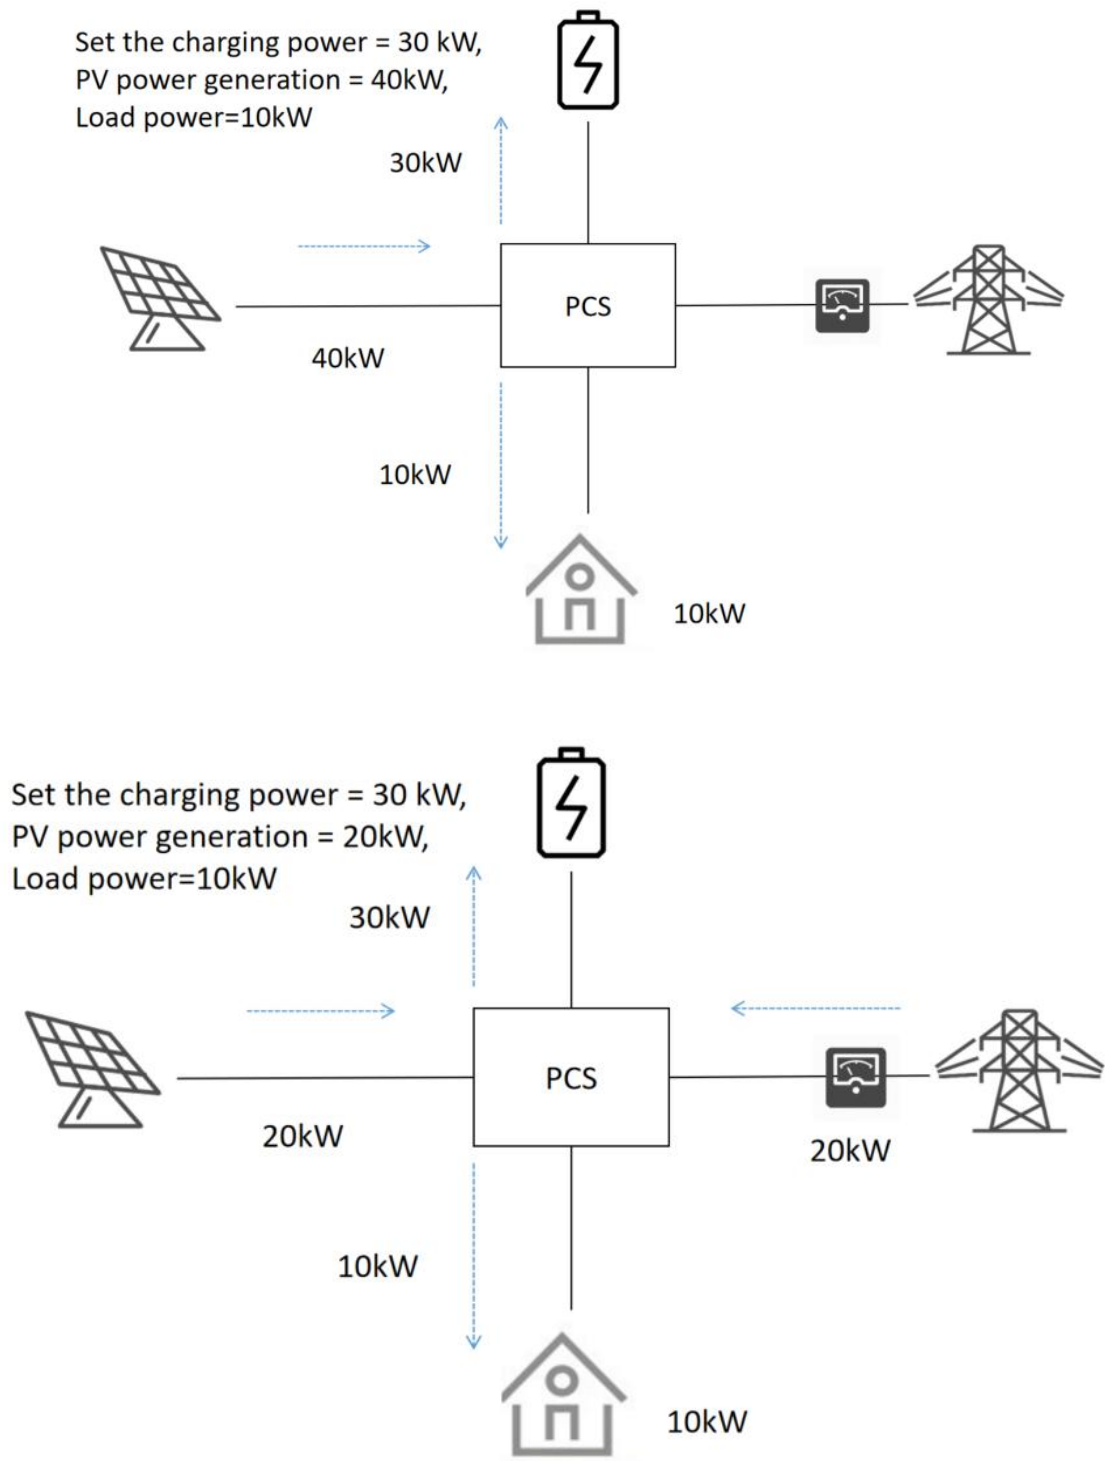 Set the charging power = 30 kW,
PV power generation = 40kW,
Load power=10kW
30kW
PCS
40kW
10kW
10kW
Set the charging power = 30 kW,
PV power generation = 20kW,
Load power=10kW
30kW
PCS
20kW
20kW
10kW
10kW